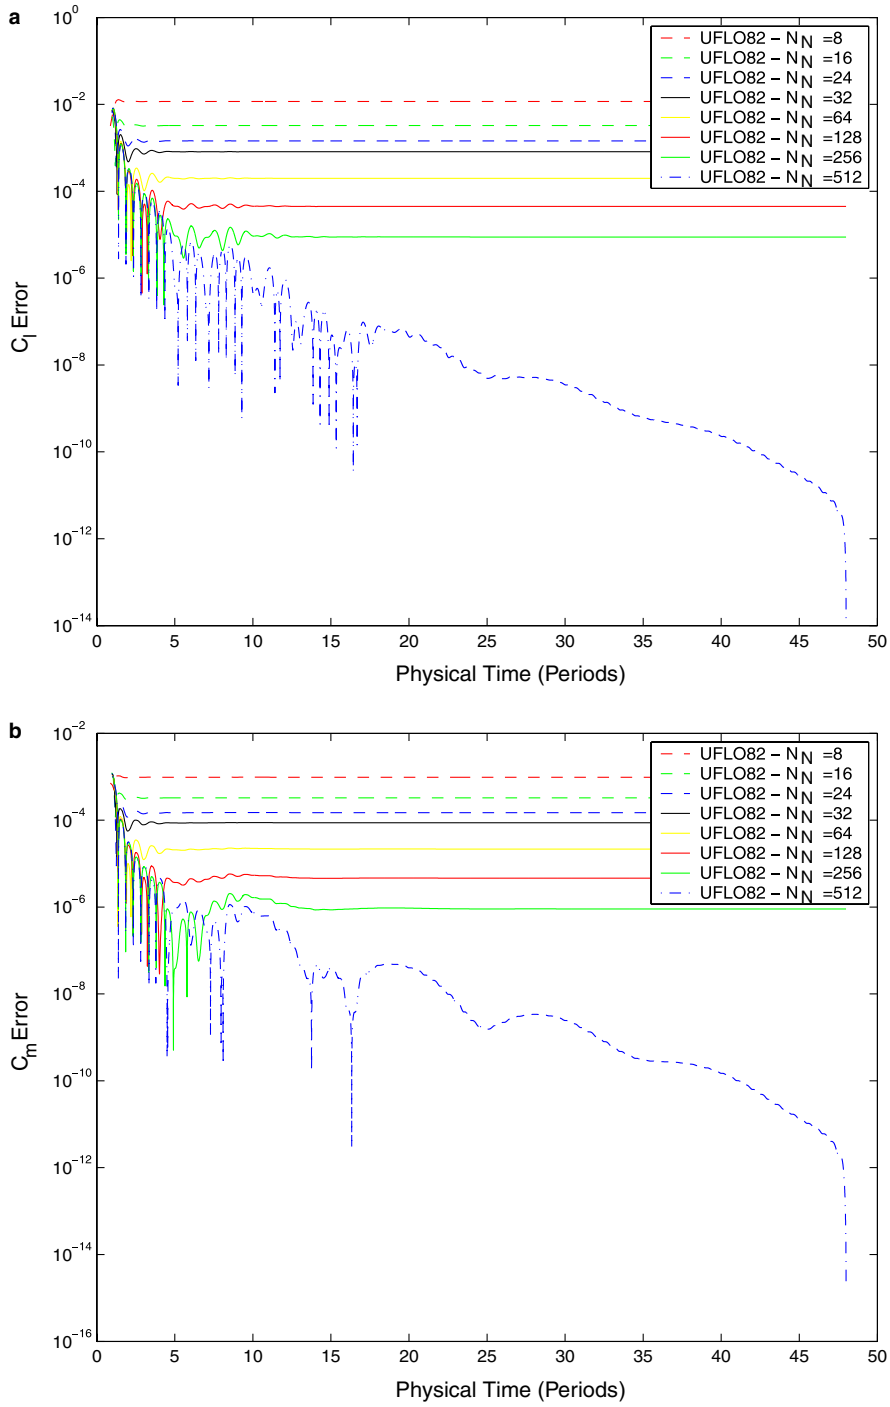 a
10^0
10^-2
10^-4
10^-6
10^-8
10^-10
10^-12
10^-14
C_l Error
UFLO82 – N_N =8
UFLO82 – N_N =16
UFLO82 – N_N =24
UFLO82 – N_N =32
UFLO82 – N_N =64
UFLO82 – N_N =128
UFLO82 – N_N =256
UFLO82 – N_N =512
0 5 10 15 20 25 30 35 40 45 50
Physical Time (Periods)
b
10^-2
10^-4
10^-6
10^-8
10^-10
10^-12
10^-14
10^-16
C_m Error
UFLO82 – N_N =8
UFLO82 – N_N =16
UFLO82 – N_N =24
UFLO82 – N_N =32
UFLO82 – N_N =64
UFLO82 – N_N =128
UFLO82 – N_N =256
UFLO82 – N_N =512
0 5 10 15 20 25 30 35 40 45 50
Physical Time (Periods)